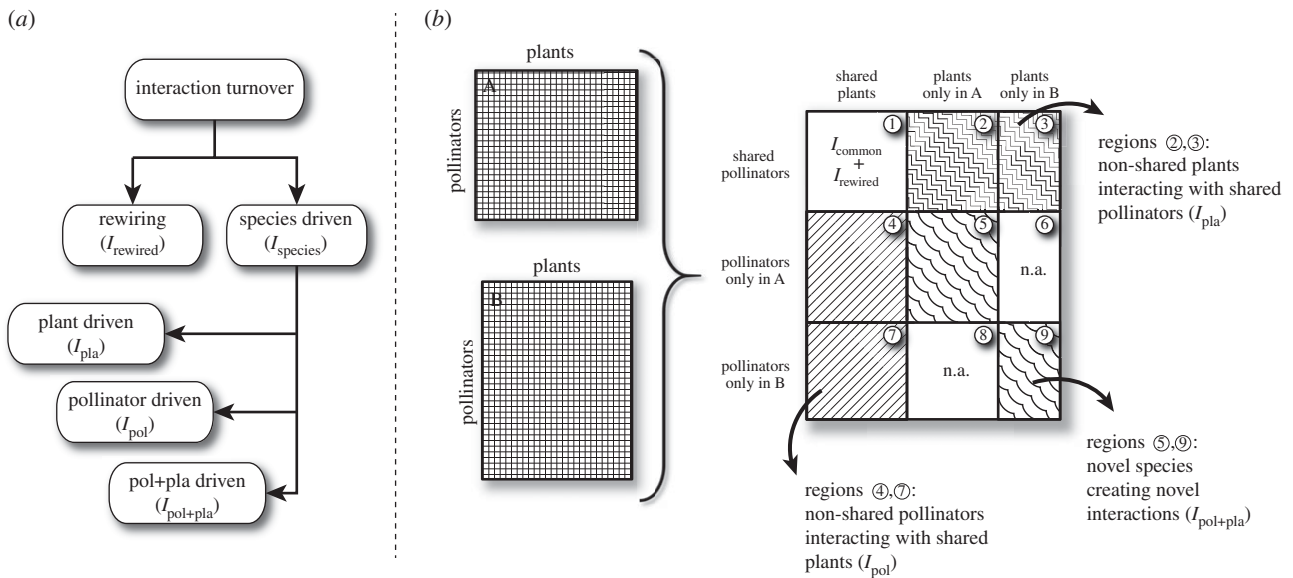 (a)
interaction turnover
rewiring
(I_rewired)
species driven
(I_species)
plant driven
(I_pla)
pollinator driven
(I_pol)
pol+pla driven
(I_pol+pla)
(b)
plants
pollinators
A
plants
pollinators
B
shared
plants
plants
only in A
plants
only in B
shared
pollinators
pollinators
only in A
pollinators
only in B
①
I_common
+
I_rewired
②
③
④
⑤
⑥
n.a.
⑦
⑧
n.a.
⑨
regions ②,③:
non-shared plants
interacting with shared
pollinators (I_pla)
regions ④,⑦:
non-shared pollinators
interacting with shared
plants (I_pol)
regions ⑤,⑨:
novel species
creating novel
interactions (I_pol+pla)